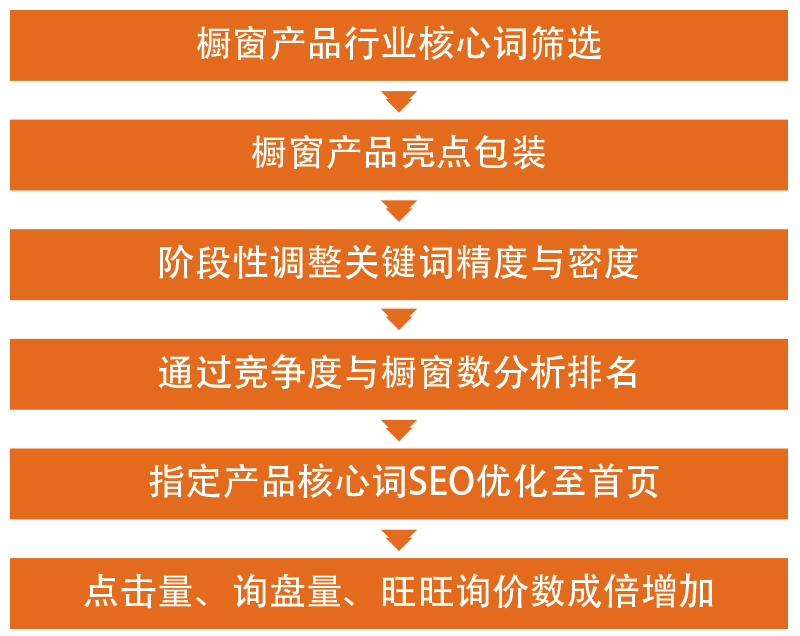 橱窗产品行业核心词筛选
橱窗产品亮点包装
阶段性调整关键词精度与密度
通过竞争度与橱窗数分析排名
指定产品核心词SEO优化至首页
点击量、询盘量、旺旺询价数成倍增加